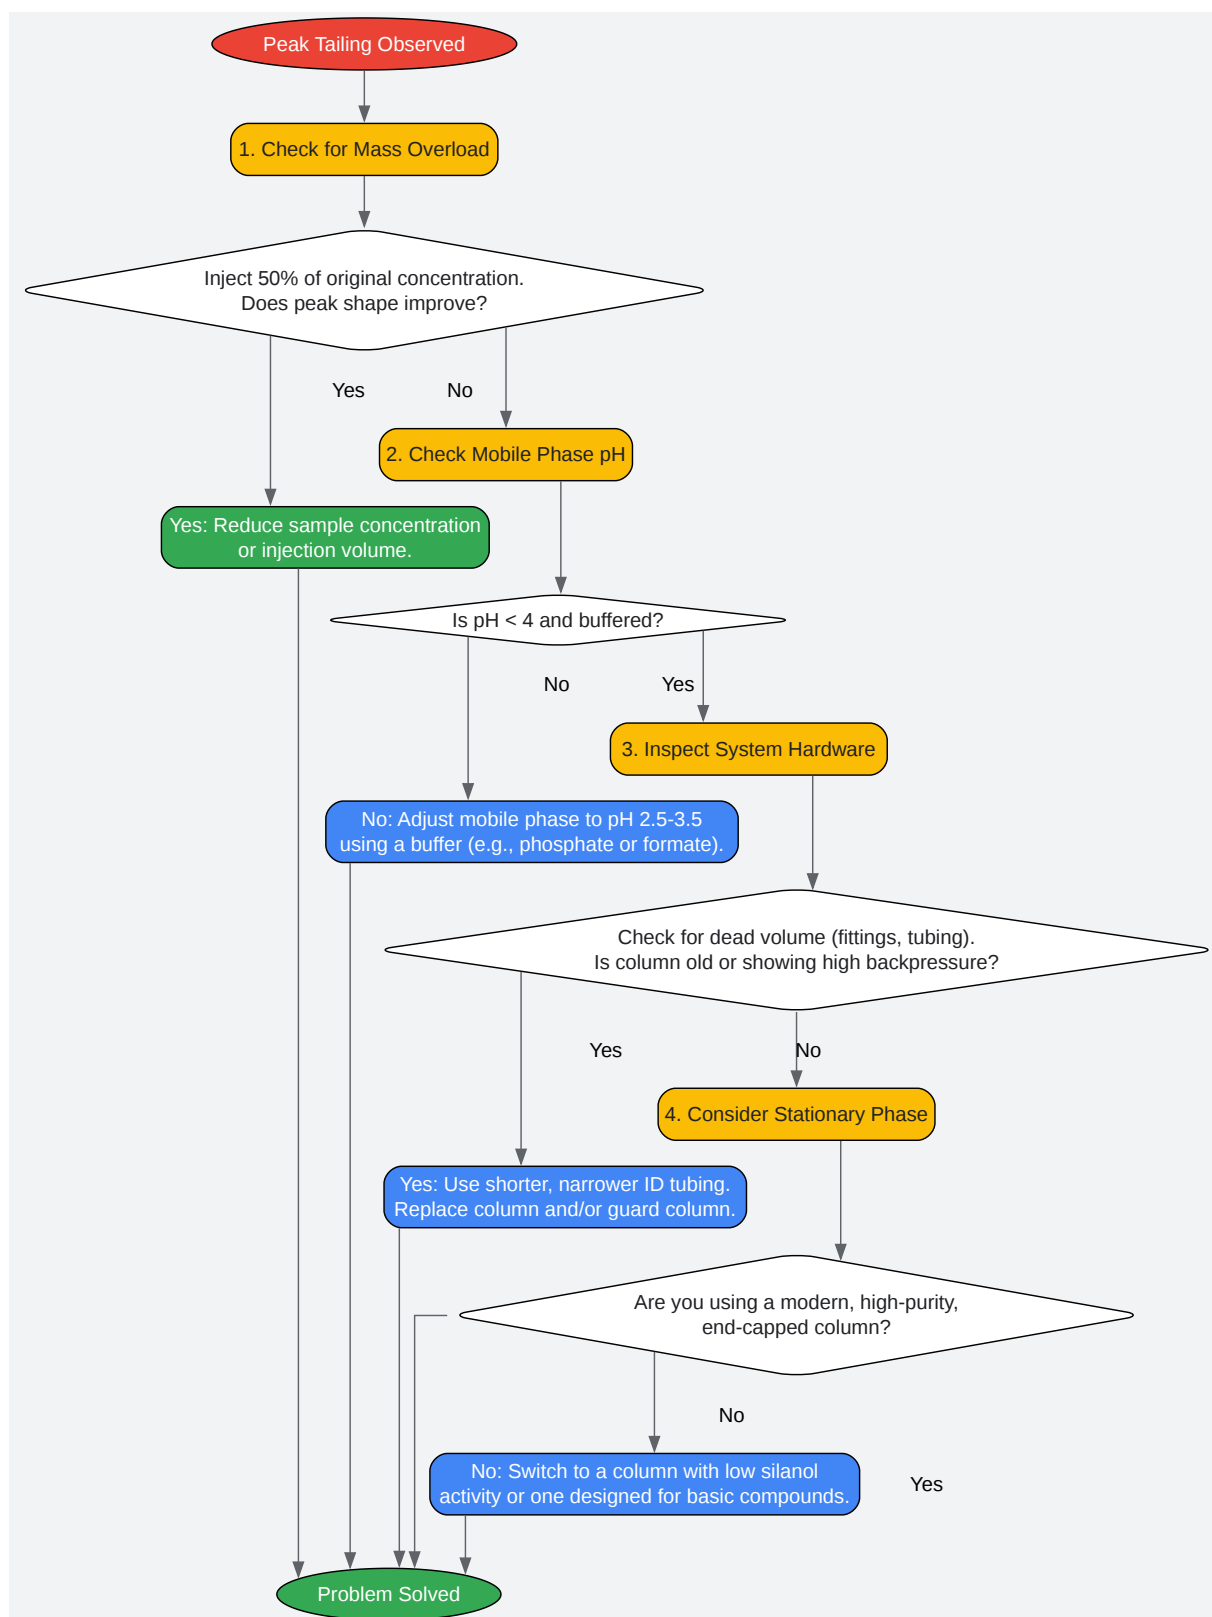 Peak Tailing Observed
1. Check for Mass Overload
Inject 50% of original concentration.
Does peak shape improve?
Yes
No
2. Check Mobile Phase pH
Yes: Reduce sample concentration
or injection volume.
Is pH < 4 and buffered?
No
Yes
3. Inspect System Hardware
No: Adjust mobile phase to pH 2.5-3.5
using a buffer (e.g., phosphate or formate).
Check for dead volume (fittings, tubing).
Is column old or showing high backpressure?
Yes
No
4. Consider Stationary Phase
Yes: Use shorter, narrower ID tubing.
Replace column and/or guard column.
Are you using a modern, high-purity,
end-capped column?
No
No: Switch to a column with low silanol
activity or one designed for basic compounds.
Yes
Problem Solved